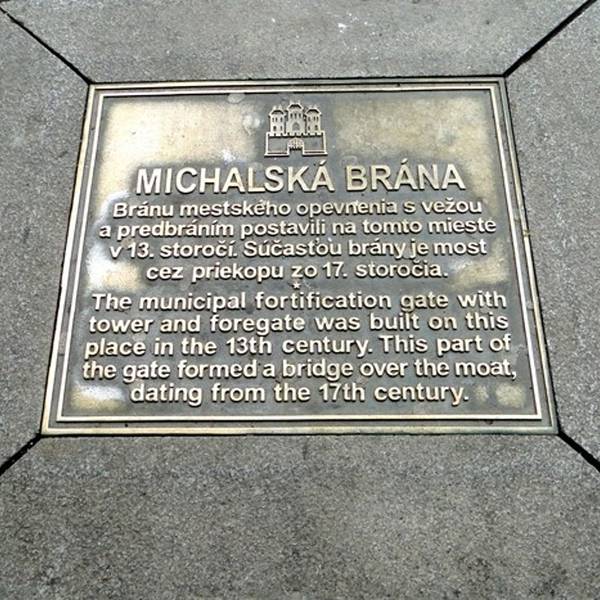 MICHALSKÁ BRÁNA
Bránu mestského opevnenia s vežou
a predbráním postavili na tomto mieste
v 13. storočí. Súčasťou brány je most
cez priekopu zo 17. storočia.
The municipal fortification gate with
tower and foregate was built on this
place in the 13th century. This part of
the gate formed a bridge over the moat,
dating from the 17th century.